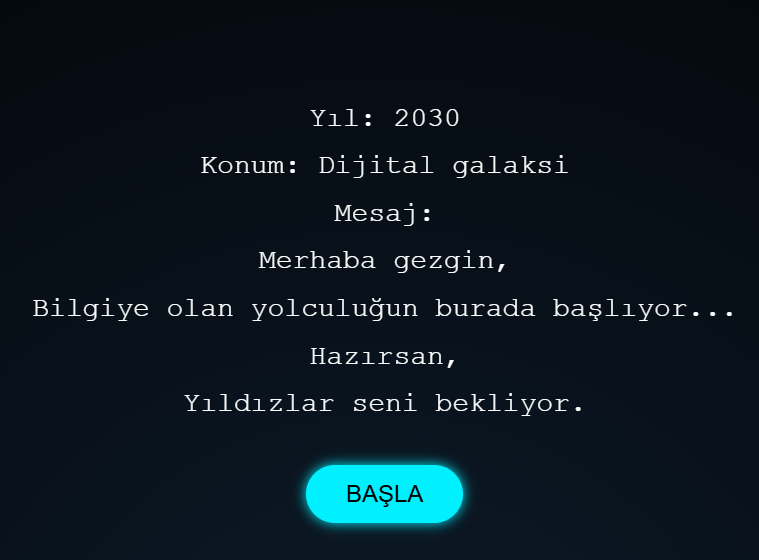 Yıl: 2030
Konum: Dijital galaksi
Mesaj:
Merhaba gezgin,
Bilgiye olan yolculuğun burada başlıyor...
Hazırsan,
Yıldızlar seni bekliyor.
BAŞLA